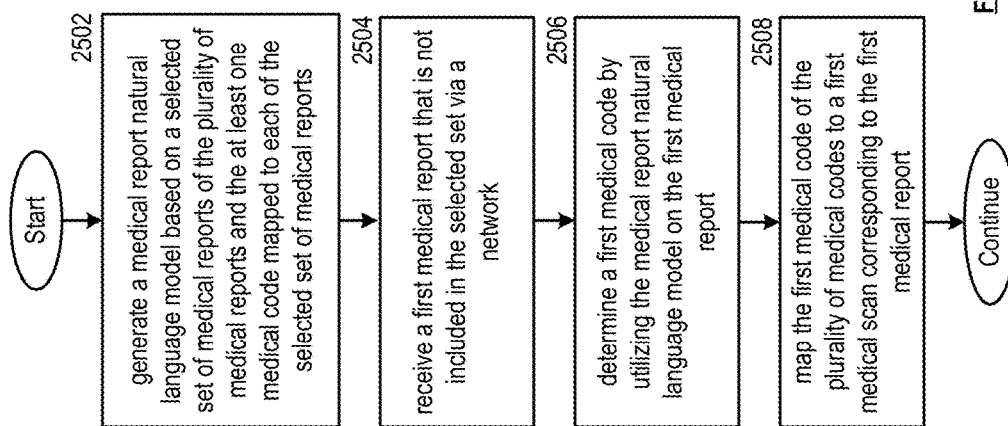 Start
2502
generate a medical report natural
language model based on a selected
set of medical reports of the plurality of
medical reports and the at least one
medical code mapped to each of the
selected set of medical reports
2504
receive a first medical report that is not
included in the selected set via a
network
2506
determine a first medical code by
utilizing the medical report natural
language model on the first medical
report
2508
map the first medical code of the
plurality of medical codes to a first
medical scan corresponding to the first
medical report
Continue